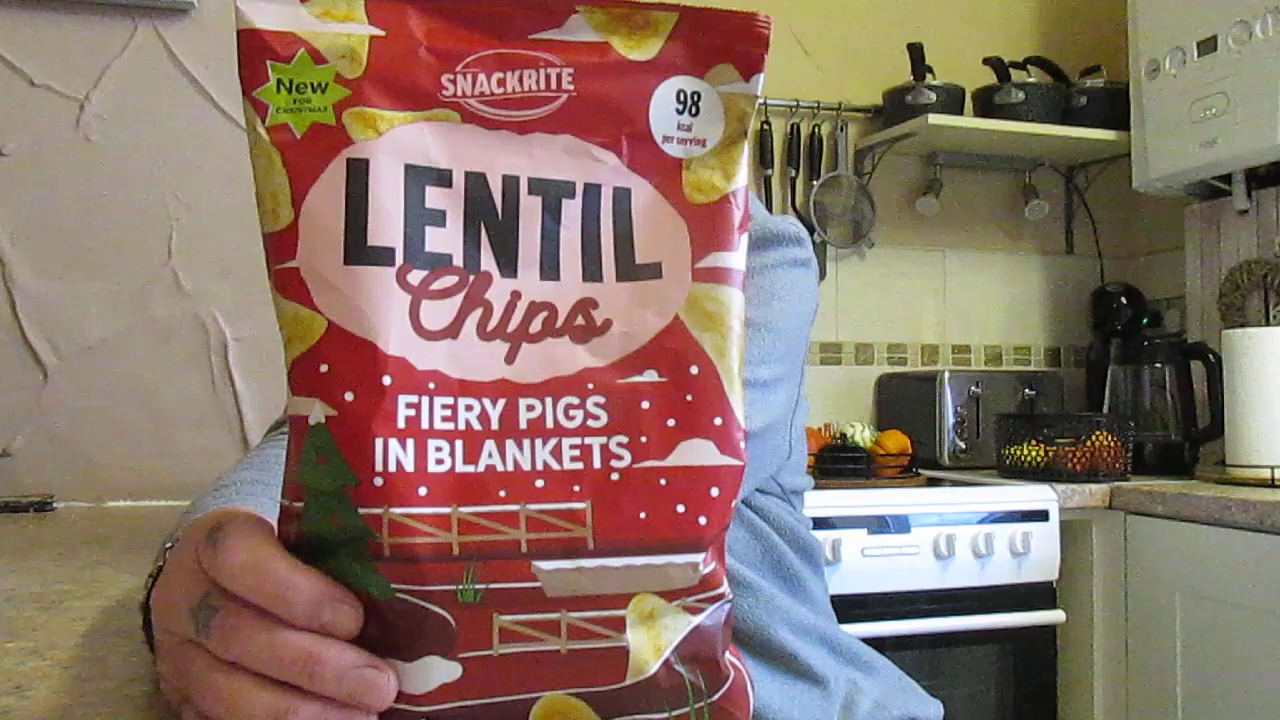 New
FOR
CHRISTMAS
SNACKRITE
98
kcal
per serving
LENTIL
Chips
FIERY PIGS
IN BLANKETS